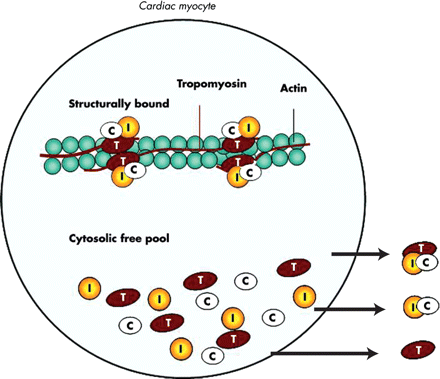 Cardiac myocyte
Tropomyosin
Actin
Structurally bound
C I C I
T T
T T
I C I C
Cytosolic free pool
T
I C
T C T
I T I C I I C
C T I C
I T T
C